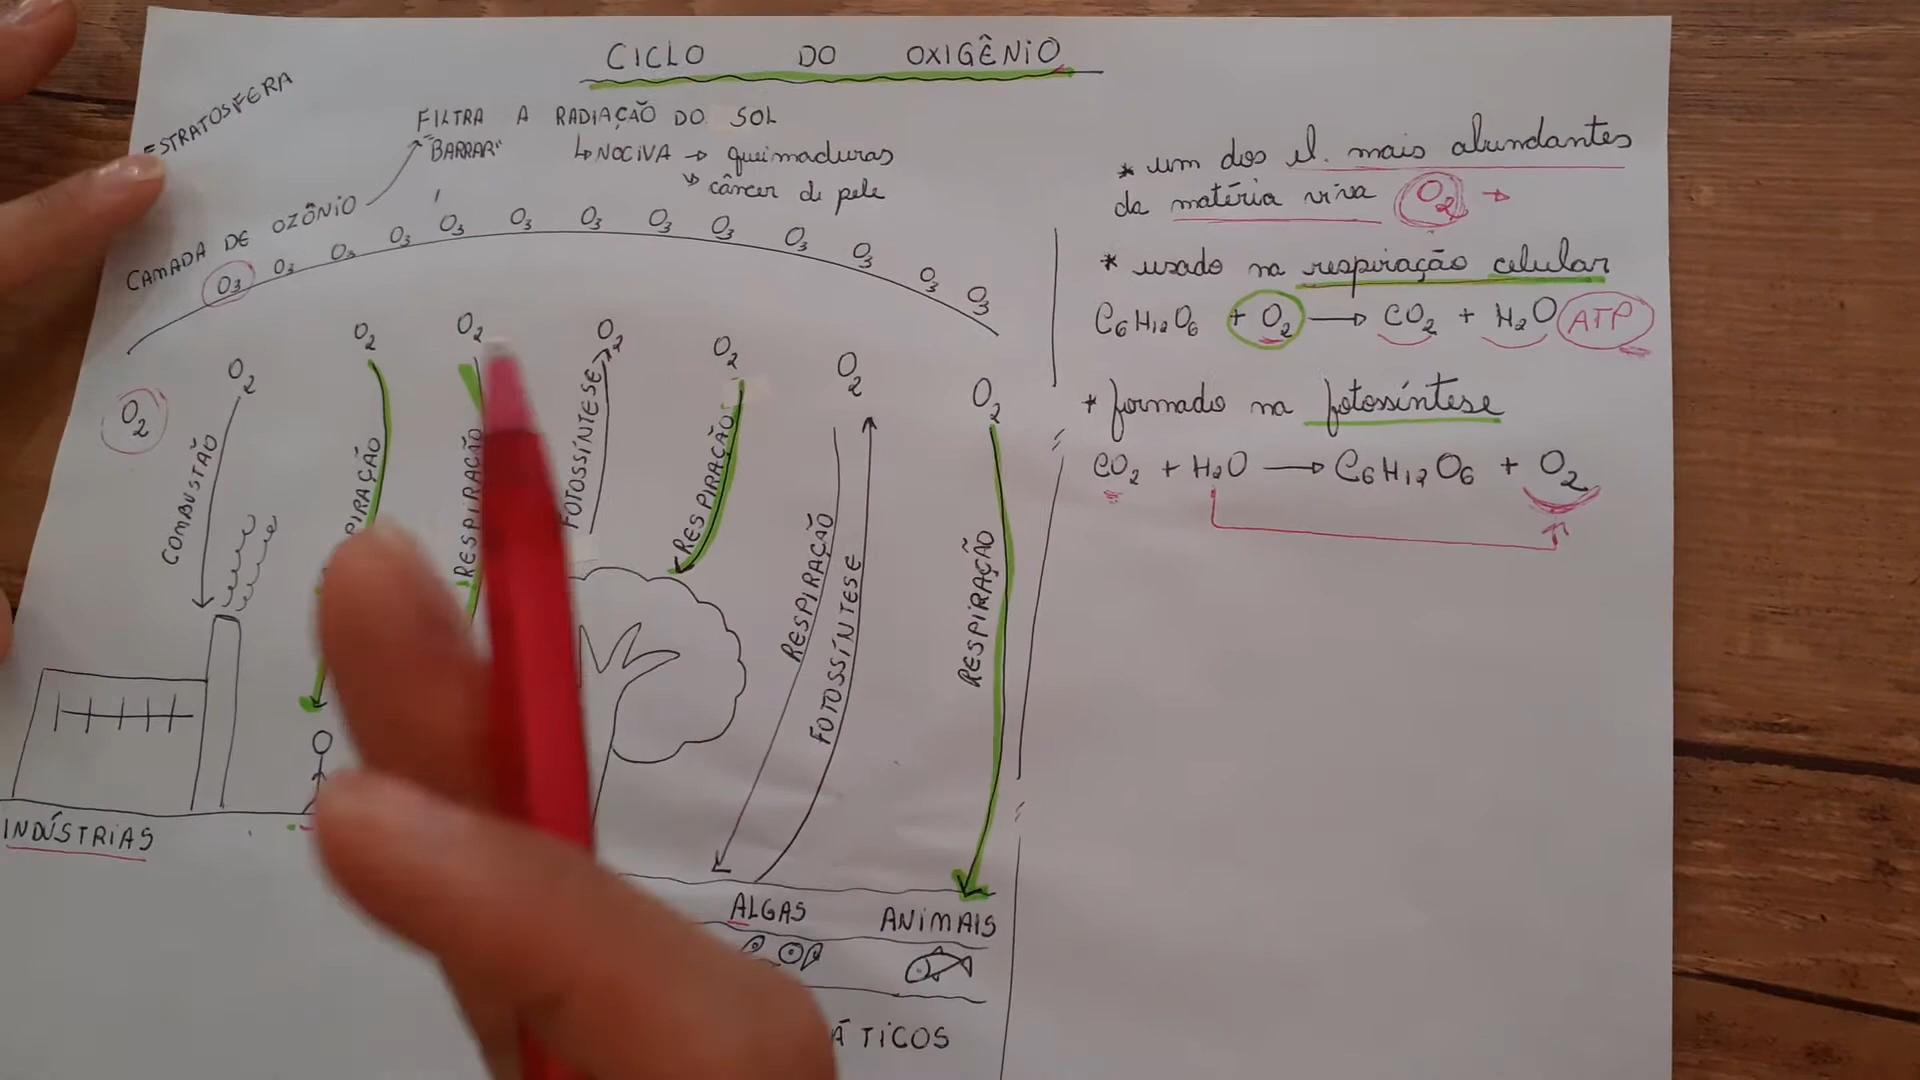 CICLO DO OXIGÊNIO
ESTRATOSFERA
FILTRA A RADIAÇÃO DO SOL
"BARRAR"
↳ NOCIVA → queimaduras
↘ câncer de pele
CAMADA DE OZÔNIO
O3 O3 O3 O3 O3 O3 O3 O3 O3 O3 O3 O3 O3
O2 O2 O2 O2 O2 O2 O2 O2
COMBUSTÃO
PIRAÇÃO
RESPIRAÇÃO
FOTOSSÍNTESE
RESPIRAÇÃO
RESPIRAÇÃO
FOTOSSÍNTESE
RESPIRAÇÃO
INDÚSTRIAS
ALGAS
ANIMAIS
ÁTICOS
* um dos el. mais abundantes
da matéria viva O2 →
* usado na respiração celular
C6H12O6 + O2 → CO2 + H2O ATP
* formado na fotossíntese
CO2 + H2O → C6H12O6 + O2